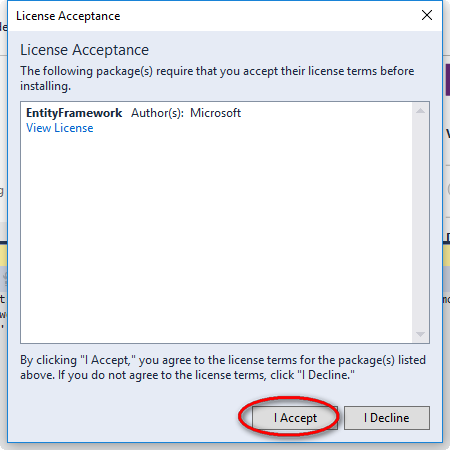 License Acceptance
License Acceptance
The following package(s) require that you accept their license terms before
installing.
EntityFramework Author(s): Microsoft
View License
By clicking "I Accept," you agree to the license terms for the package(s) listed
above. If you do not agree to the license terms, click "I Decline."
I Accept I Decline